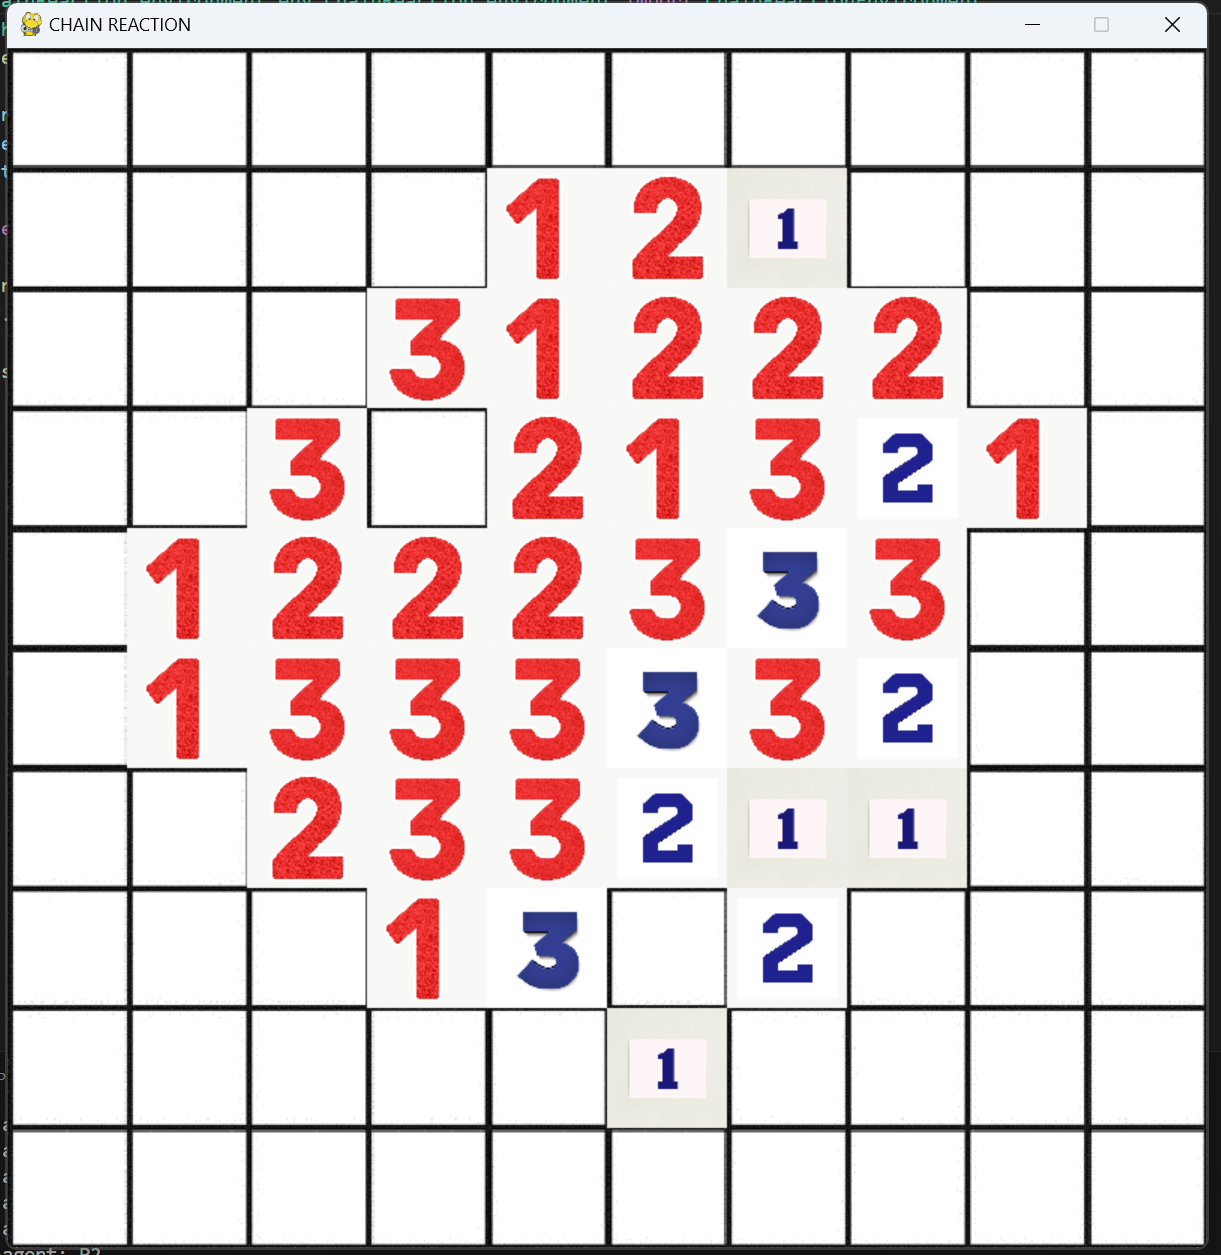 CHAIN REACTION
1 2 1
3 1 2 2 2
3 2 1 3 2 1
1 2 2 2 3 3 3
1 3 3 3 3 3 2
2 3 3 2 1 1
1 3 2
1